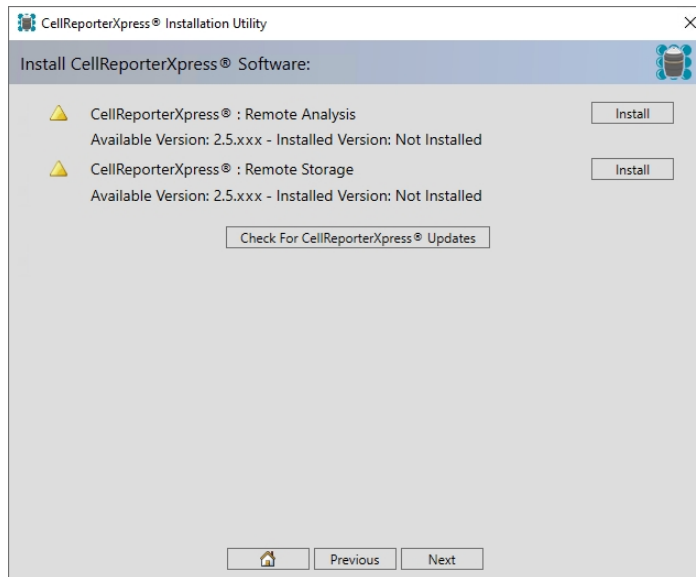 CellReporterXpress® Installation Utility
Install CellReporterXpress® Software:
CellReporterXpress® : Remote Analysis
Install
Available Version: 2.5.xxx - Installed Version: Not Installed
CellReporterXpress® : Remote Storage
Install
Available Version: 2.5.xxx - Installed Version: Not Installed
Check For CellReporterXpress® Updates
Previous
Next